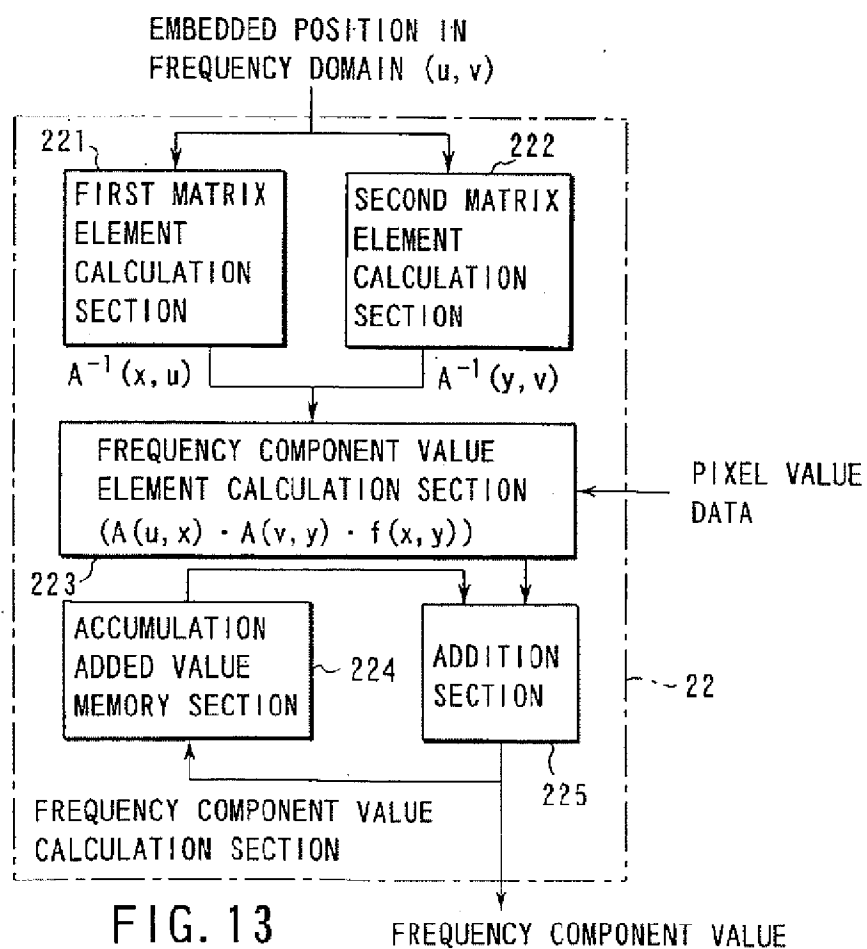 EMBEDDED POSITION IN
FREQUENCY DOMAIN (u, v)
221
222
FIRST MATRIX
ELEMENT
CALCULATION
SECTION
SECOND MATRIX
ELEMENT
CALCULATION
SECTION
A⁻¹(x, u)
A⁻¹(y, v)
FREQUENCY COMPONENT VALUE
ELEMENT CALCULATION SECTION
(A(u, x) · A(v, y) · f(x, y))
PIXEL VALUE
DATA
223
ACCUMULATION
ADDED VALUE
MEMORY SECTION
224
ADDITION
SECTION
22
225
FREQUENCY COMPONENT VALUE
CALCULATION SECTION
FIG. 13
FREQUENCY COMPONENT VALUE